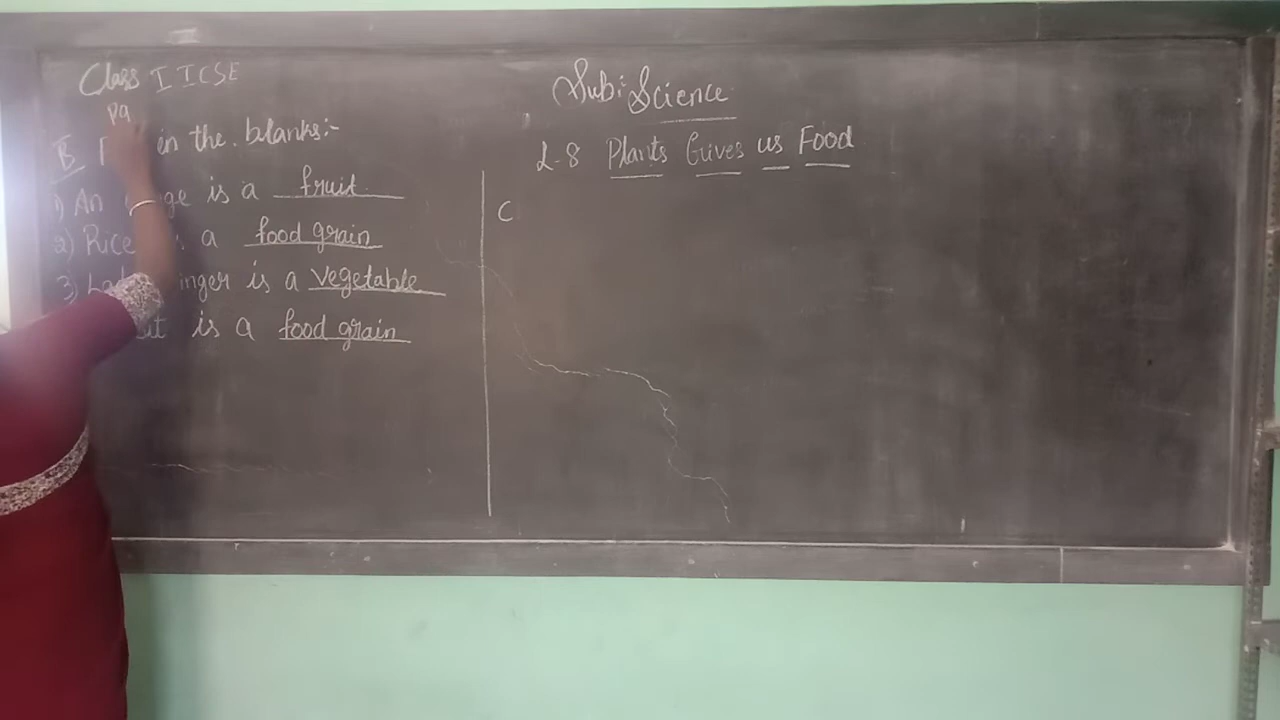 Class I ICSE
Pg
B in the blanks:-
1) An is a fruit.
2) Rice a food grain
3) inger is a vegetable
is a food grain
Sub: Science
L-8 Plants Gives us Food
C